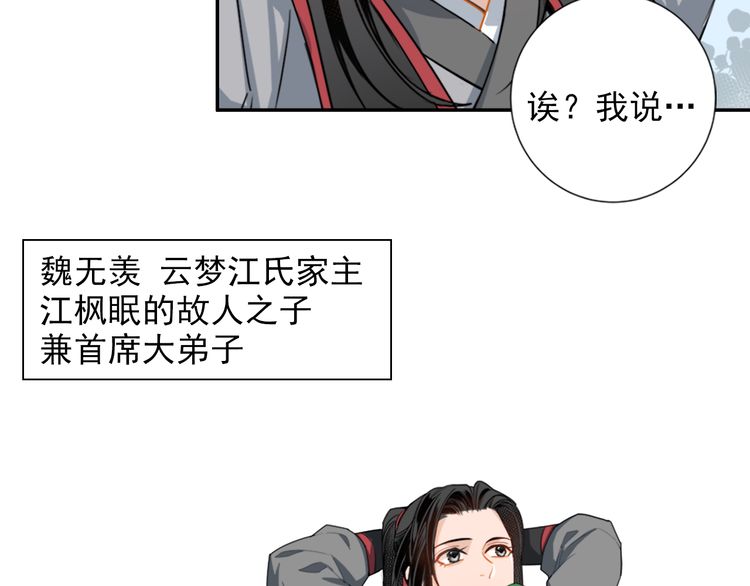 诶？我说…
魏无羡 云梦江氏家主
江枫眠的故人之子
兼首席大弟子